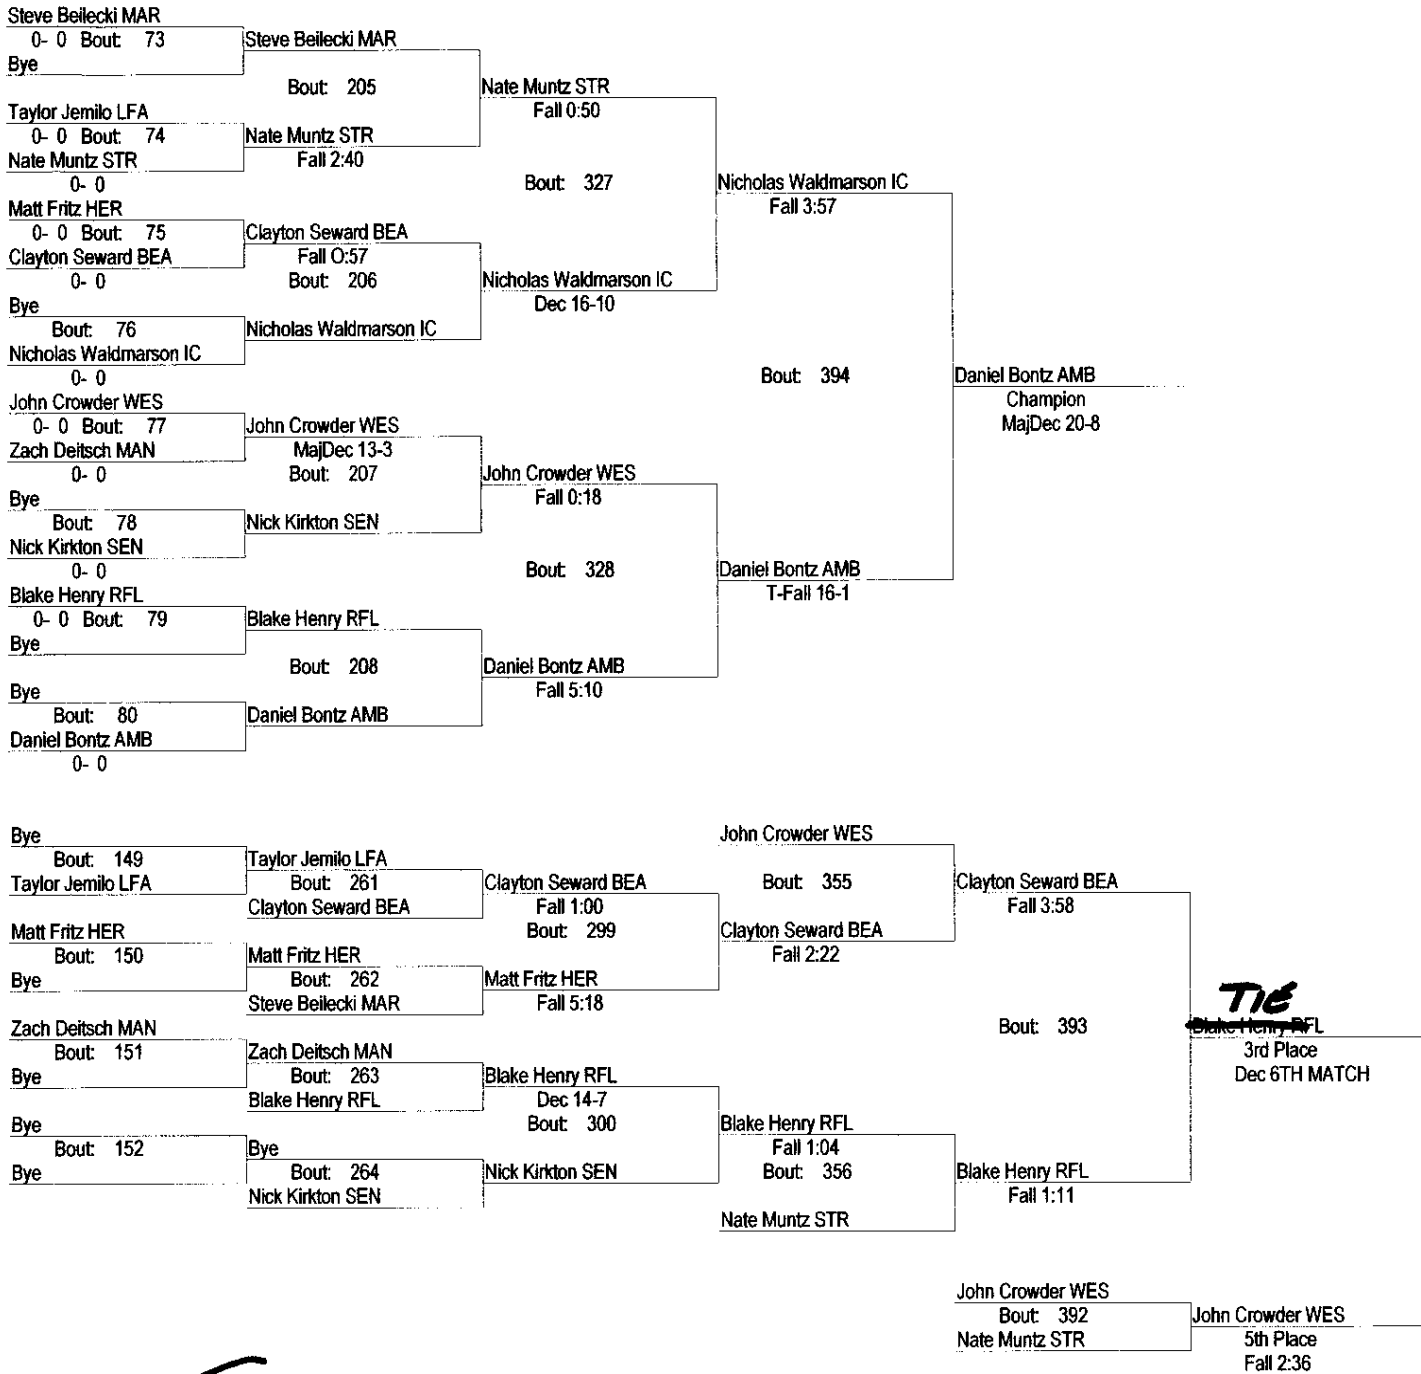 Steve Beilecki MAR
0- 0 Bout: 73
Bye
Steve Beilecki MAR
Bout: 205
Taylor Jemilo LFA
0- 0 Bout: 74
Nate Muntz STR
0- 0
Nate Muntz STR
Fall 2:40
Nate Muntz STR
Fall 0:50
Bout: 327
Matt Fritz HER
0- 0 Bout: 75
Clayton Seward BEA
0- 0
Clayton Seward BEA
Fall O:57
Bout: 206
Bye
Bout: 76
Nicholas Waldmarson IC
0- 0
Nicholas Waldmarson IC
Nicholas Waldmarson IC
Dec 16-10
Nicholas Waldmarson IC
Fall 3:57
Bout: 394
Daniel Bontz AMB
Champion
MajDec 20-8
John Crowder WES
0- 0 Bout: 77
Zach Deitsch MAN
0- 0
John Crowder WES
MajDec 13-3
Bout: 207
Bye
Bout: 78
Nick Kirkton SEN
0- 0
Nick Kirkton SEN
John Crowder WES
Fall 0:18
Bout: 328
Daniel Bontz AMB
T-Fall 16-1
Blake Henry RFL
0- 0 Bout: 79
Bye
Blake Henry RFL
Bout: 208
Bye
Bout: 80
Daniel Bontz AMB
0- 0
Daniel Bontz AMB
Daniel Bontz AMB
Fall 5:10
Bye
Bout: 149
Taylor Jemilo LFA
Taylor Jemilo LFA
Bout: 261
Clayton Seward BEA
Clayton Seward BEA
Fall 1:00
Bout: 299
Matt Fritz HER
Bout: 150
Bye
Matt Fritz HER
Bout: 262
Steve Beilecki MAR
Matt Fritz HER
Fall 5:18
John Crowder WES
Bout: 355
Clayton Seward BEA
Fall 2:22
Clayton Seward BEA
Fall 3:58
Bout: 393
TIE
Blake Henry RFL
3rd Place
Dec 6TH MATCH
Zach Deitsch MAN
Bout: 151
Bye
Zach Deitsch MAN
Bout: 263
Blake Henry RFL
Blake Henry RFL
Dec 14-7
Bout: 300
Bye
Bout: 152
Bye
Bye
Bout: 264
Nick Kirkton SEN
Nick Kirkton SEN
Blake Henry RFL
Fall 1:04
Bout: 356
Nate Muntz STR
Blake Henry RFL
Fall 1:11
John Crowder WES
Bout: 392
Nate Muntz STR
John Crowder WES
5th Place
Fall 2:36